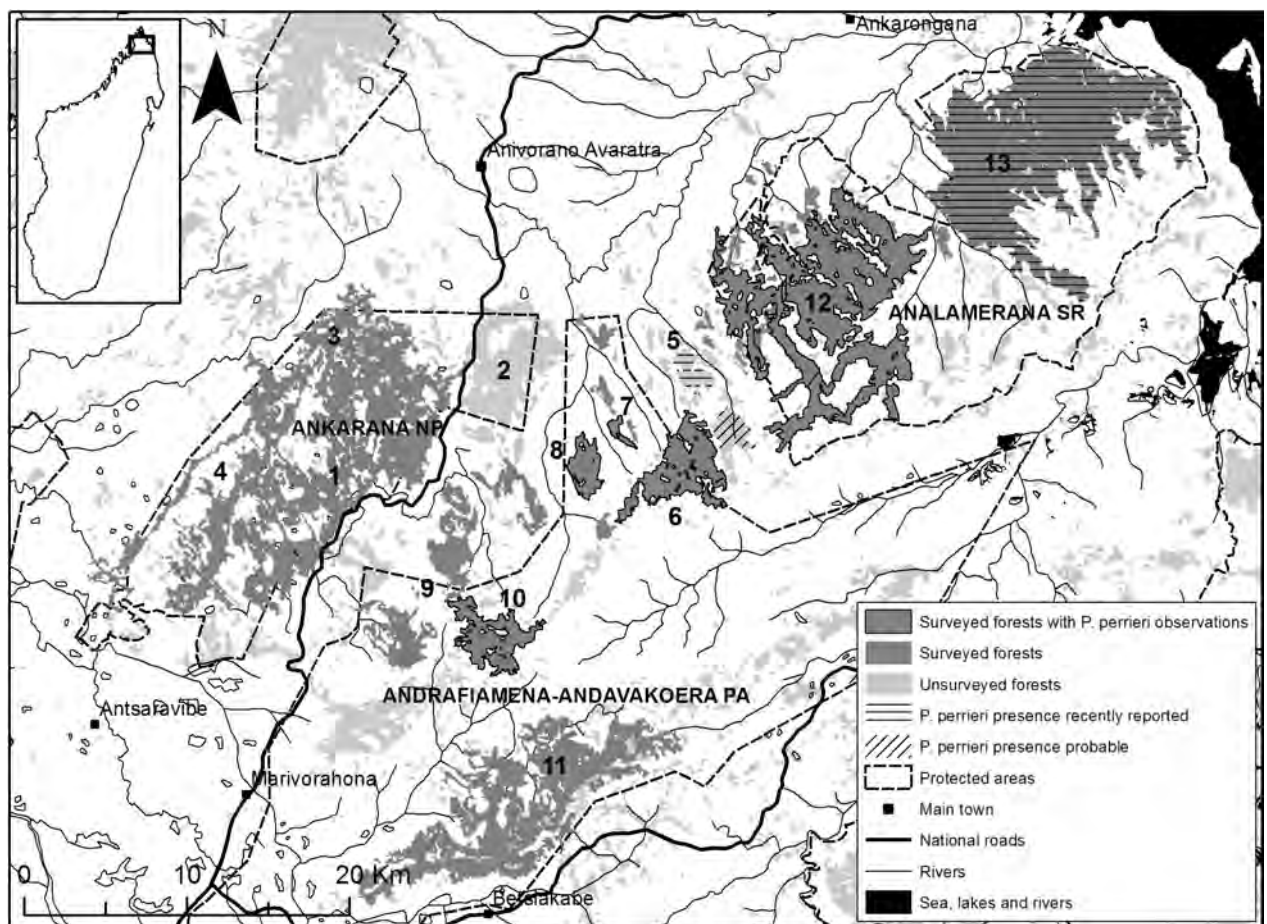 N
Ankarongana
Anivorano Avaratra
13
12
ANALAMERANA SR
3
5
2
7
ANKARANA NP
8
4
1
6
9
10
ANDRAFIAMENA-ANDAVAKOERA PA
Antsaravibe
11
Marivorahona
0 10 20 Km
Betsiakabe
Surveyed forests with P. perrieri observations
Surveyed forests
Unsurveyed forests
P. perrieri presence recently reported
P. perrieri presence probable
Protected areas
Main town
National roads
Rivers
Sea, lakes and rivers